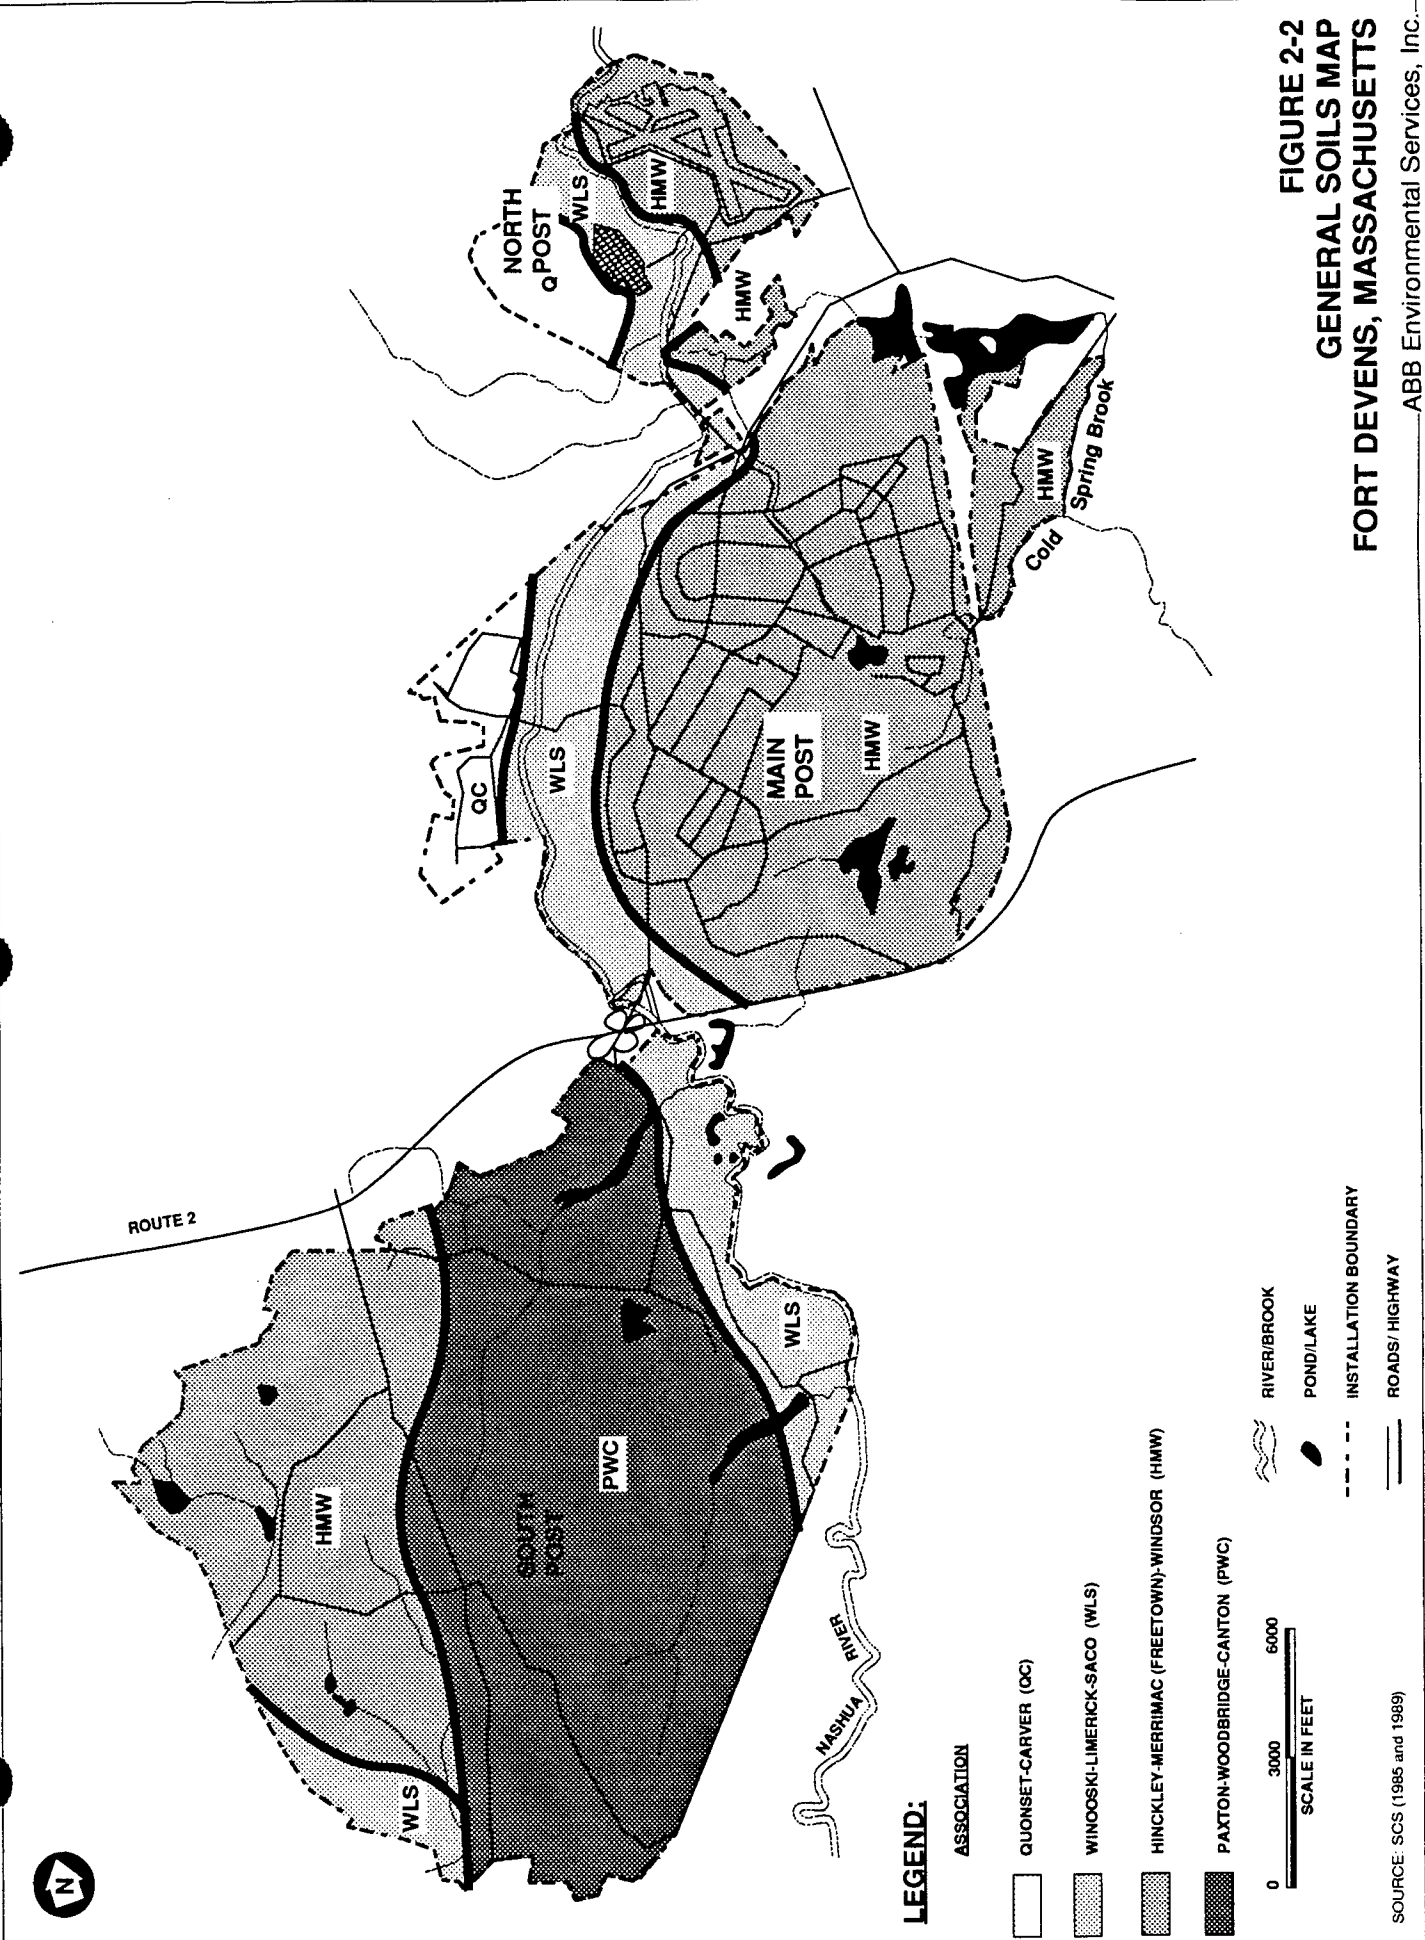 N
ROUTE 2
NORTH
POST
Q
WLS
HMW
HMW
QC
WLS
MAIN
POST
HMW
HMW
Cold
Spring Brook
HMW
WLS
SOUTH
POST
PWC
WLS
NASHUA
RIVER
LEGEND:
ASSOCIATION
QUONSET-CARVER (QC)
WINOOSKI-LIMERICK-SACO (WLS)
HINCKLEY-MERRIMAC (FREETOWN)-WINDSOR (HMW)
PAXTON-WOODBRIDGE-CANTON (PWC)
RIVER/BROOK
POND/LAKE
INSTALLATION BOUNDARY
ROADS/ HIGHWAY
0 3000 6000
SCALE IN FEET
SOURCE: SCS (1985 and 1989)
FIGURE 2-2
GENERAL SOILS MAP
FORT DEVENS, MASSACHUSETTS
ABB Environmental Services, Inc.